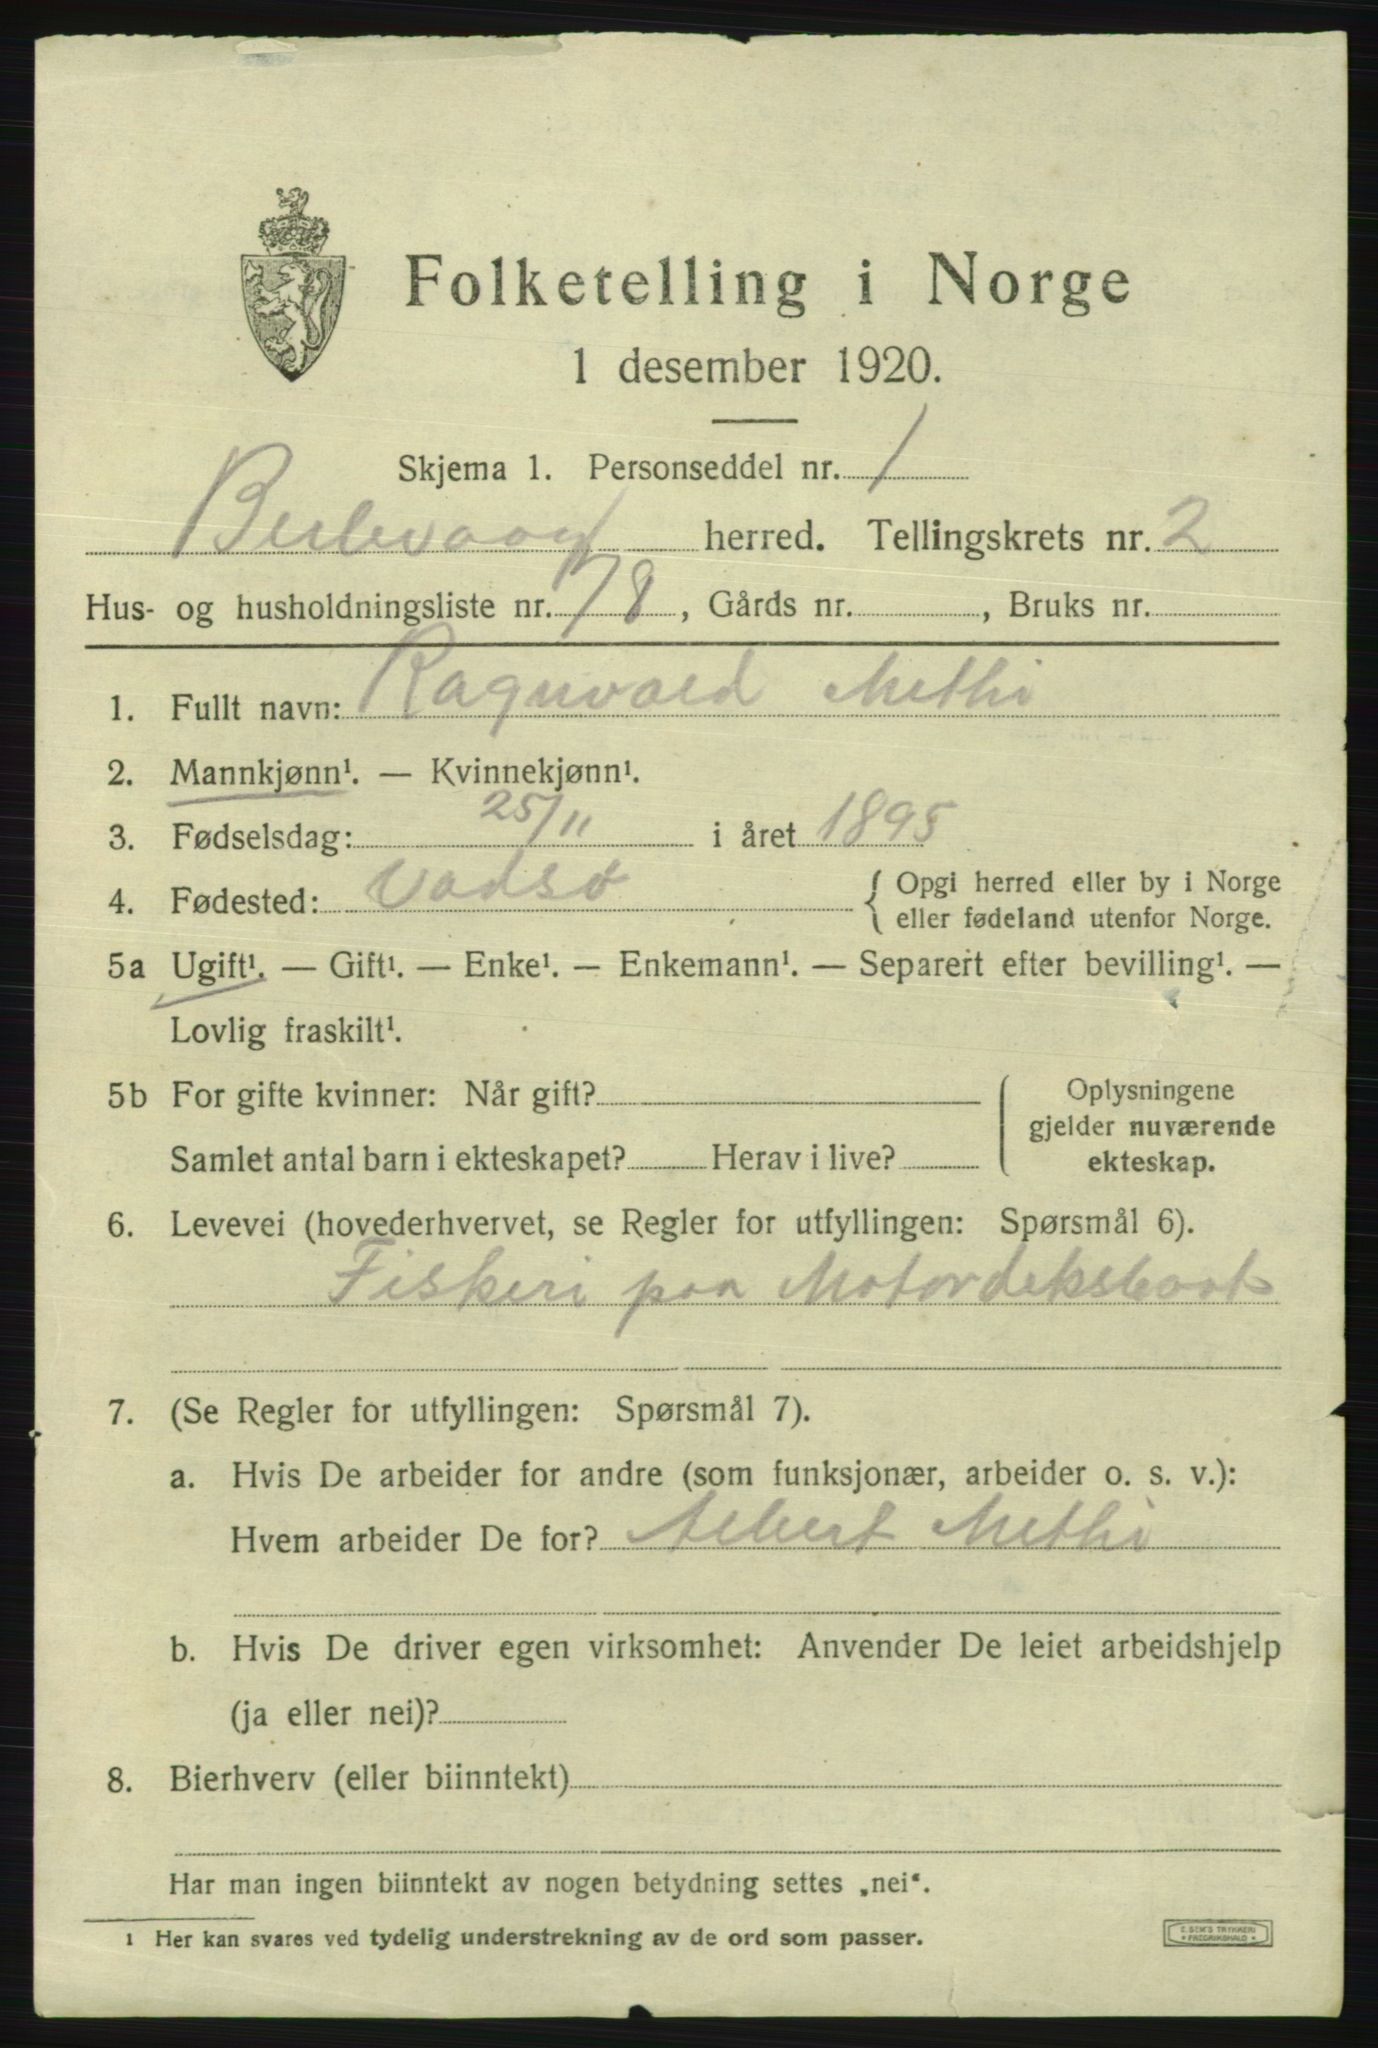 Folketelling i Norge
1 desember 1920.
Skjema 1. Personseddel nr. 1
Berlevaag herred. Tellingskrets nr. 2
Hus- og husholdningsliste nr. 78, Gårds nr. , Bruks nr.
1. Fullt navn: Ragnvald Methi
2. Mannkjønn¹. — Kvinnekjønn¹.
3. Fødselsdag: 25/11 i året 1895
4. Fødested: Vadsø { Opgi herred eller by i Norge
eller fødeland utenfor Norge.
5a Ugift¹. — Gift¹. — Enke¹. — Enkemann¹. — Separert efter bevilling¹. —
Lovlig fraskilt¹.
5b For gifte kvinner: Når gift? Oplysningene
gjelder nuværende
Samlet antal barn i ekteskapet? Herav i live? ekteskap.
6. Levevei (hovederhvervet, se Regler for utfyllingen: Spørsmål 6).
Fiskeri paa Motordeksbaat
7. (Se Regler for utfyllingen: Spørsmål 7).
a. Hvis De arbeider for andre (som funksjonær, arbeider o. s. v.):
Hvem arbeider De for? Albert Methi
b. Hvis De driver egen virksomhet: Anvender De leiet arbeidshjelp
(ja eller nei)?
8. Bierhverv (eller biinntekt)
Har man ingen biinntekt av nogen betydning settes „nei“.
1 Her kan svares ved tydelig understrekning av de ord som passer.
E. SEM'S TRYKKERI
FREDRIKSHALD